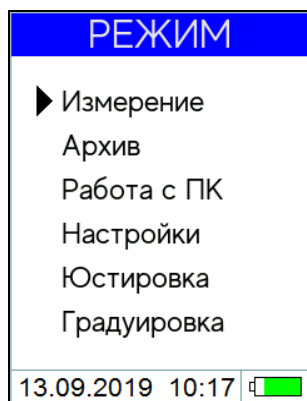 РЕЖИМ
Измерение
Архив
Работа с ПК
Настройки
Юстировка
Градуировка
13.09.2019 10:17